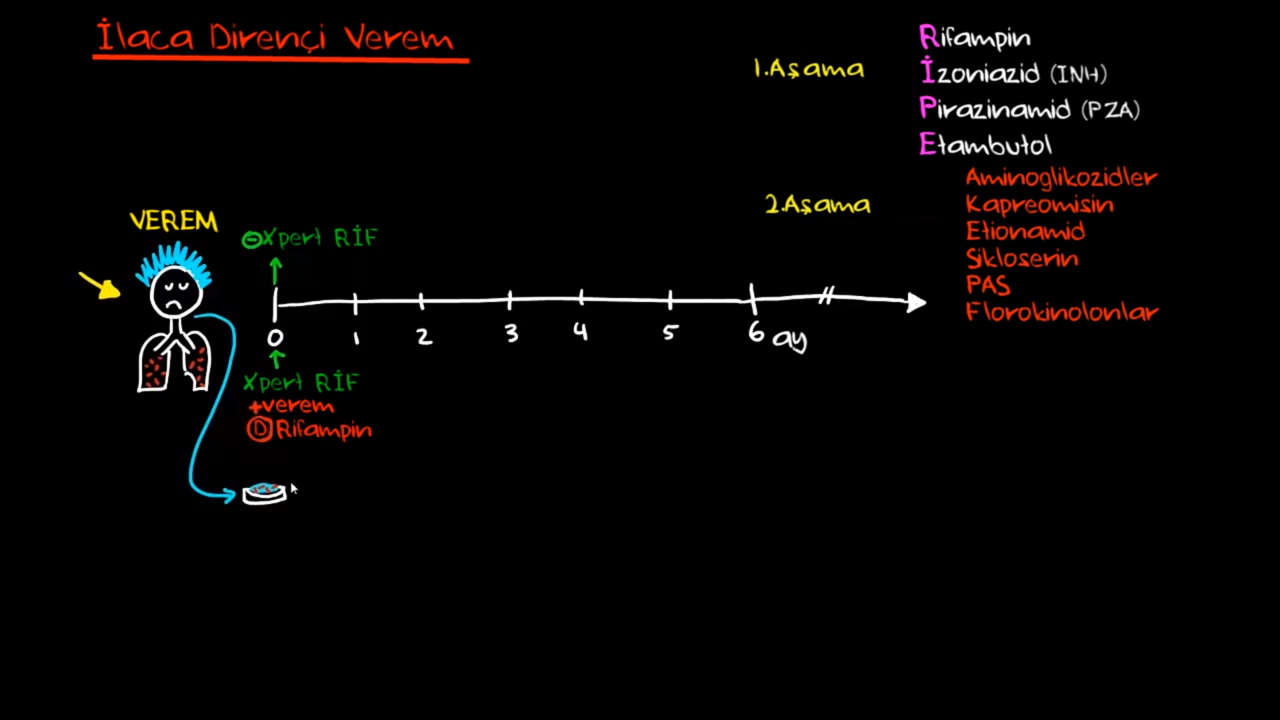 İlaca Dirençi Verem
1.Aşama
Rifampin
İzoniazid (INH)
Pirazinamid (PZA)
Etambutol
2.Aşama
Aminoglikozidler
Kapreomisin
Etionamid
Sikloserin
PAS
Florokinolonlar
VEREM
⊖Xpert RİF
0 1 2 3 4 5 6 ay
Xpert RİF
+verem
Ⓓ Rifampin